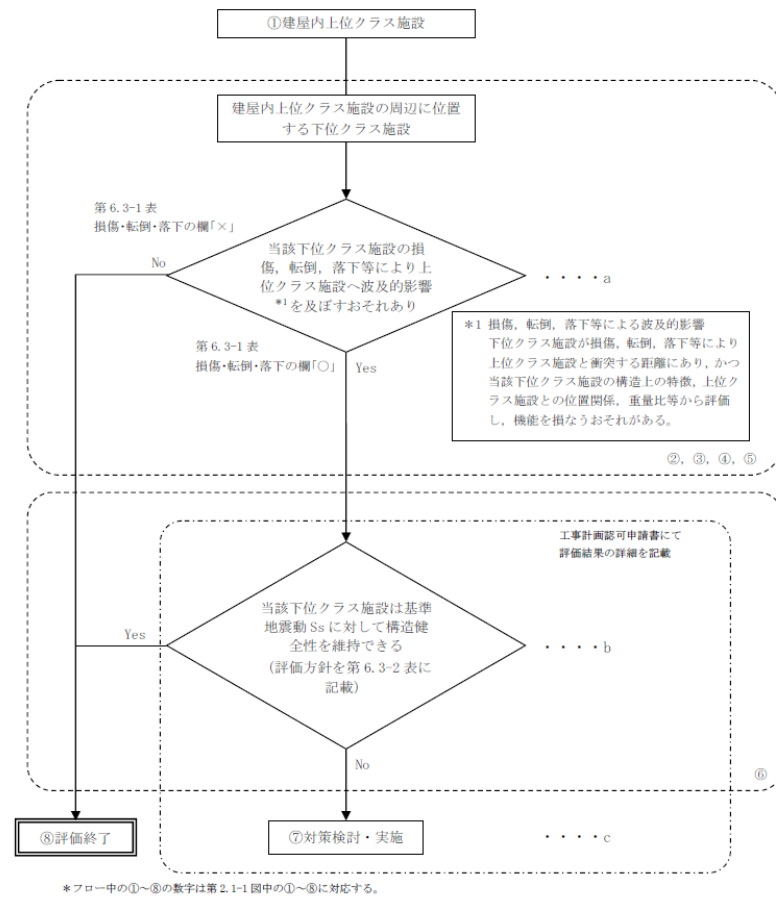 ①建屋内上位クラス施設
建屋内上位クラス施設の周辺に位置
する下位クラス施設
第 6.3-1 表
損傷・転倒・落下の欄「×」
No
当該下位クラス施設の損
傷，転倒，落下等により上
位クラス施設へ波及的影響
*1を及ぼすおそれあり
・・・・a
第 6.3-1 表
損傷・転倒・落下の欄「○」
Yes
*1 損傷，転倒，落下等による波及的影響
下位クラス施設が損傷，転倒，落下等により
上位クラス施設と衝突する距離にあり，かつ
当該下位クラス施設の構造上の特徴，上位ク
ラス施設との位置関係，重量比等から評価
し，機能を損なうおそれがある。
②，③，④，⑤
工事計画認可申請書にて
評価結果の詳細を記載
当該下位クラス施設は基準
地震動 Ss に対して構造健
全性を維持できる
(評価方針を第 6.3-2 表に
記載)
Yes
・・・・b
No
⑥
⑧評価終了
⑦対策検討・実施
・・・・c
*フロー中の①～⑧の数字は第 2.1-1 図中の①～⑧に対応する。